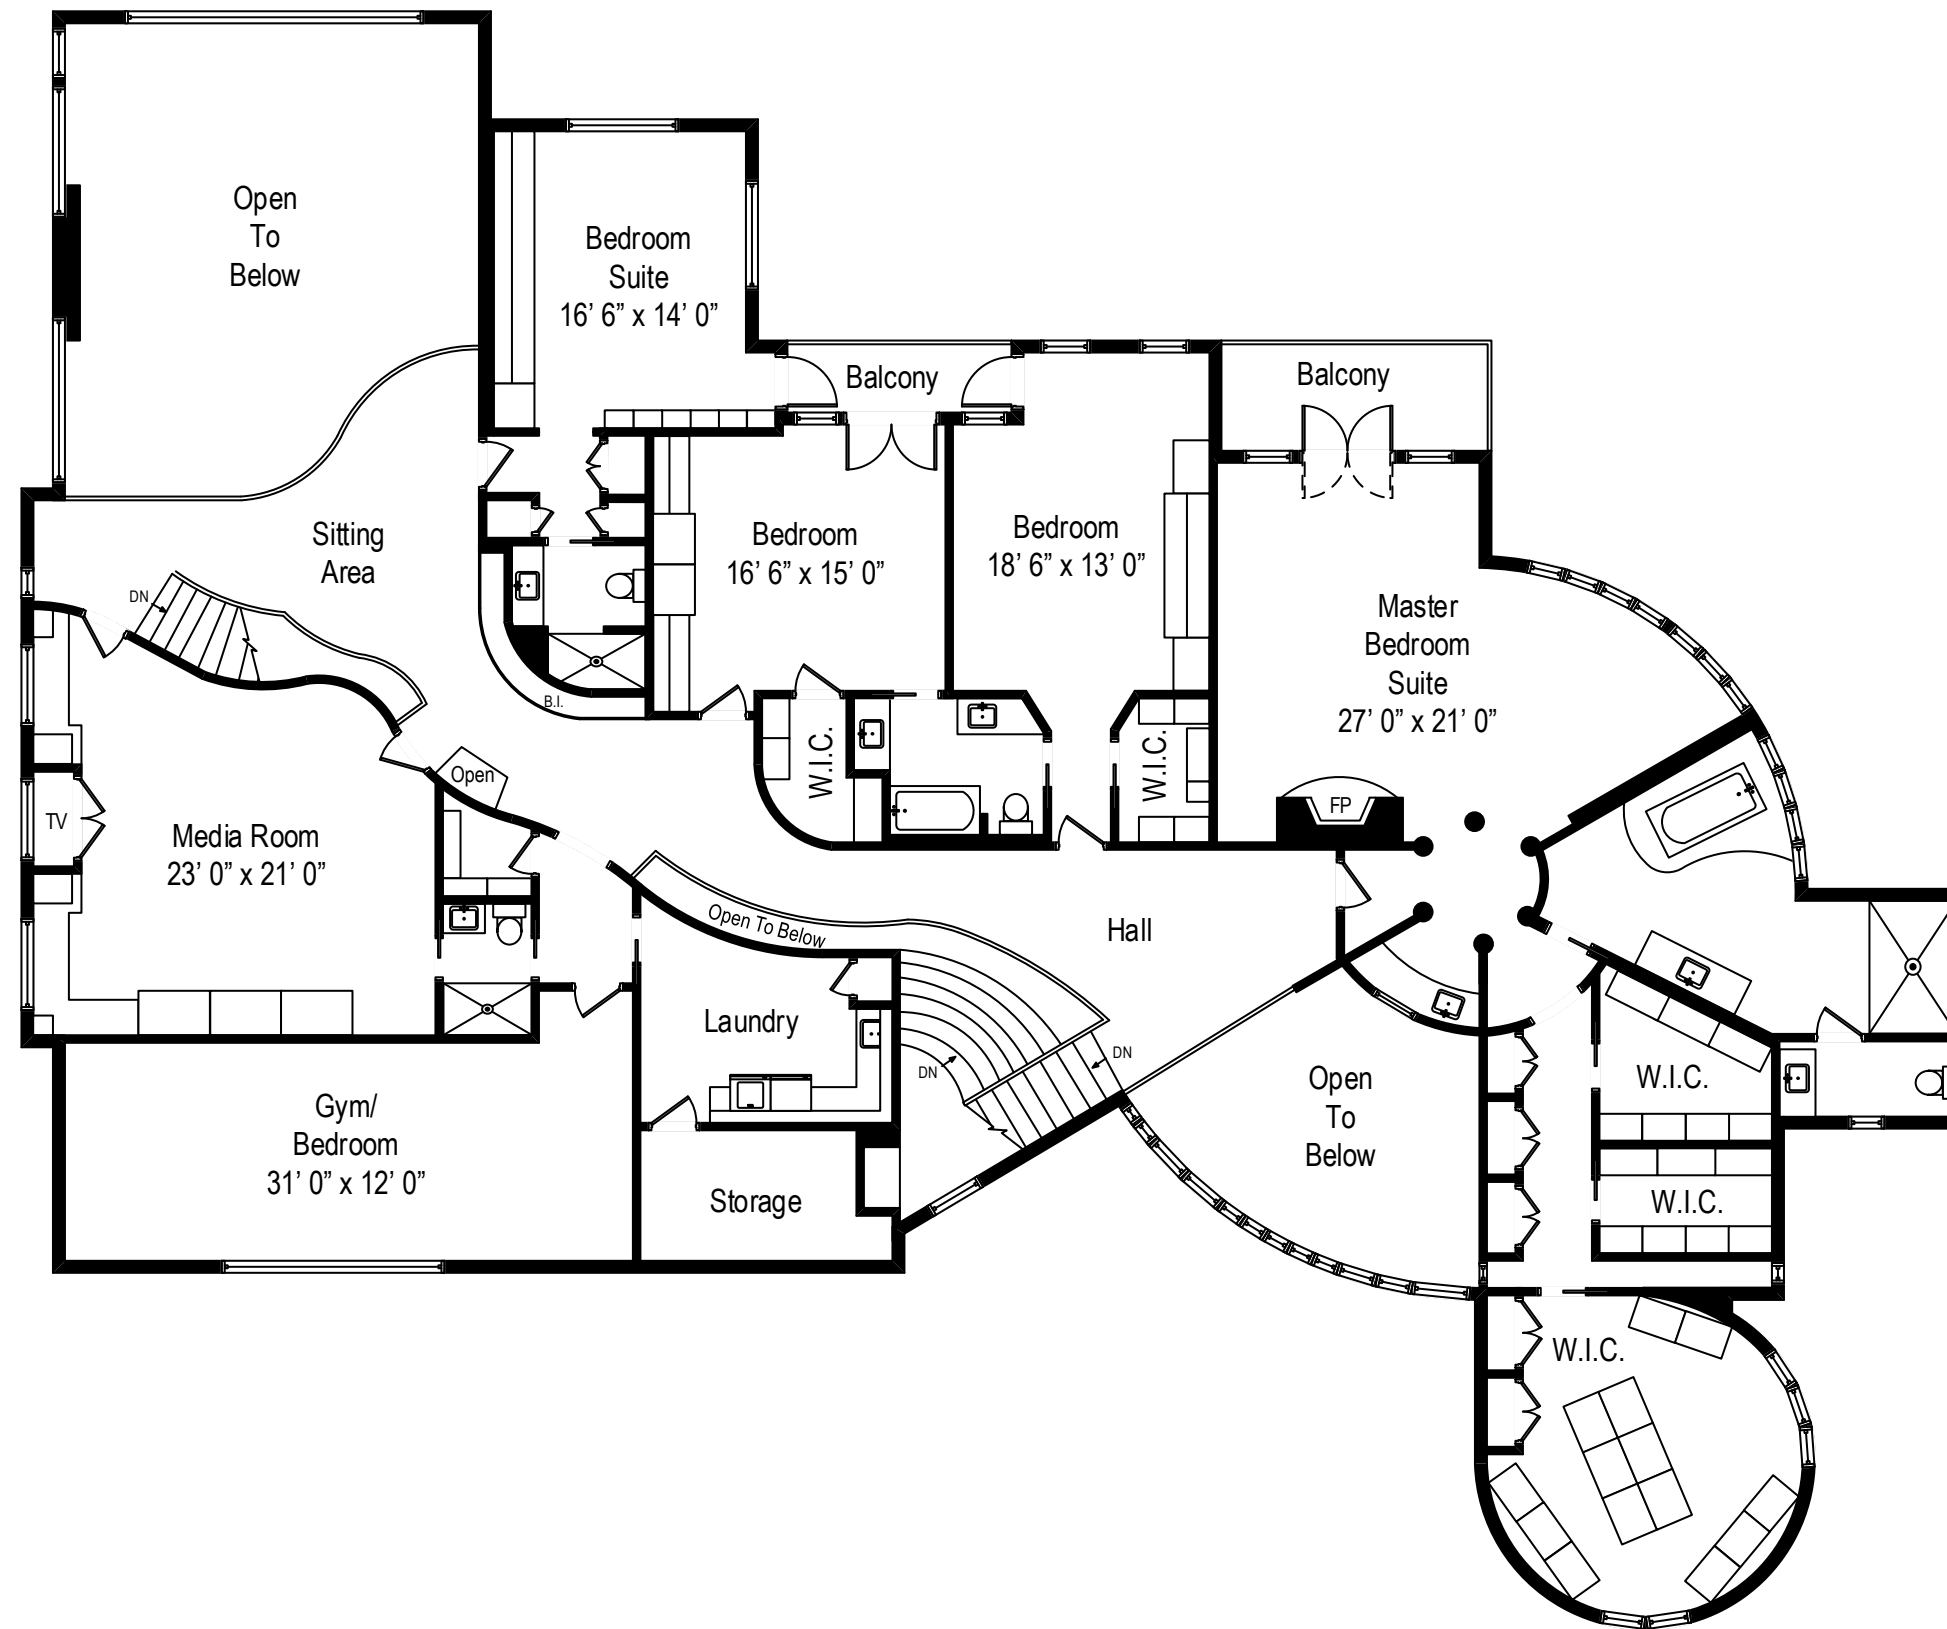 Open
To
Below
Bedroom
Suite
16’ 6” x 14’ 0”
Balcony
Balcony
Sitting
Area
DN
Bedroom
16’ 6” x 15’ 0”
Bedroom
18’ 6” x 13’ 0”
Master
Bedroom
Suite
27’ 0” x 21’ 0”
B.I.
W.I.C.
W.I.C.
Open
FP
TV
Media Room
23’ 0” x 21’ 0”
Open To Below
Hall
Laundry
DN
DN
Open
To
Below
W.I.C.
Gym/
Bedroom
31’ 0” x 12’ 0”
Storage
W.I.C.
W.I.C.